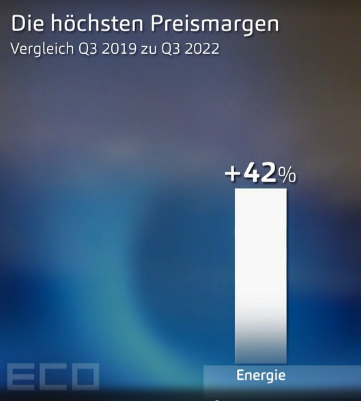 Die höchsten Preismargen
Vergleich Q3 2019 zu Q3 2022
+42%
Energie
ECO